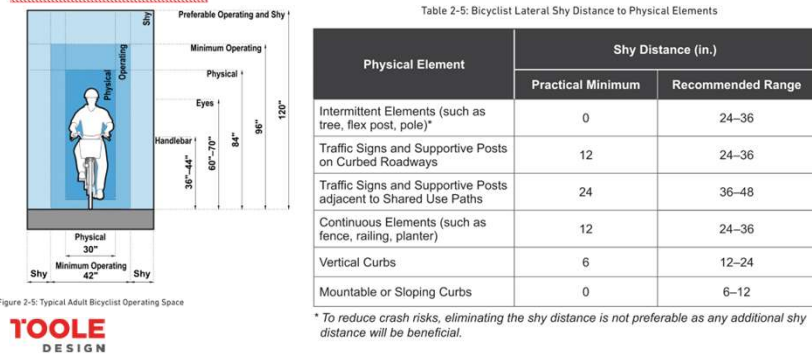 Preferable Operating and Shy
Shy
Minimum Operating
Operating
Physical
Physical
Eyes
Handlebar
36"–44"
60"–70"
84"
96"
120"
Physical
30"
Minimum Operating
Shy
42"
Shy
Figure 2-5: Typical Adult Bicyclist Operating Space
TOOLE
DESIGN
Table 2-5: Bicyclist Lateral Shy Distance to Physical Elements
Physical Element
Shy Distance (in.)
Practical Minimum
Recommended Range
Intermittent Elements (such as
tree, flex post, pole)*
0
24–36
Traffic Signs and Supportive Posts
on Curbed Roadways
12
24–36
Traffic Signs and Supportive Posts
adjacent to Shared Use Paths
24
36–48
Continuous Elements (such as
fence, railing, planter)
12
24–36
Vertical Curbs
6
12–24
Mountable or Sloping Curbs
0
6–12
* To reduce crash risks, eliminating the shy distance is not preferable as any additional shy
distance will be beneficial.